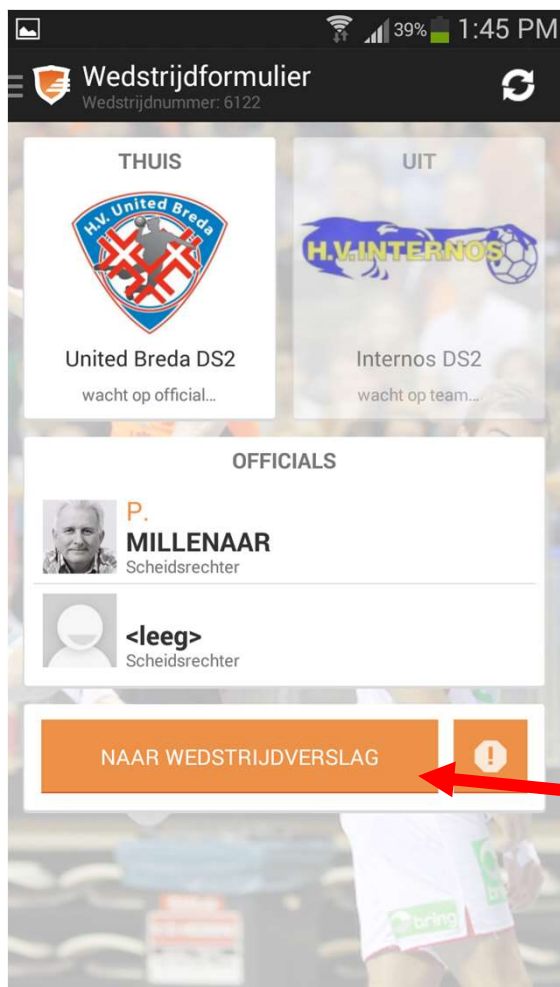 39% 1:45 PM
Wedstrijdformulier
Wedstrijdnummer: 6122
THUIS
UIT
H.V. United Breda
H.V. INTERNOS
United Breda DS2
Internos DS2
wacht op official...
wacht op team...
OFFICIALS
P.
MILLENAAR
Scheidsrechter
<leeg>
Scheidsrechter
NAAR WEDSTRIJDVERSLAG
bring